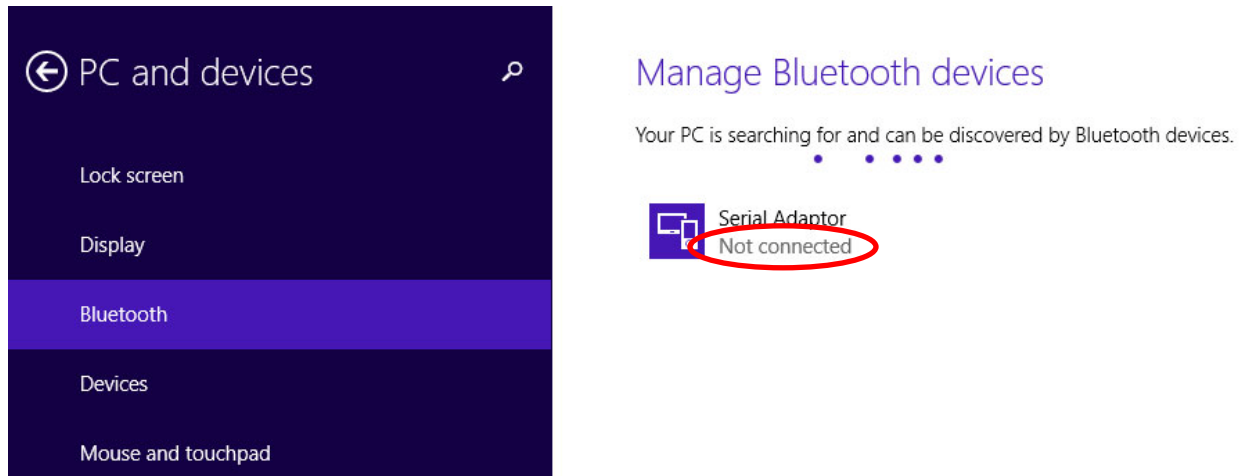 PC and devices
Lock screen
Display
Bluetooth
Devices
Mouse and touchpad
Manage Bluetooth devices
Your PC is searching for and can be discovered by Bluetooth devices.
Serial Adaptor
Not connected